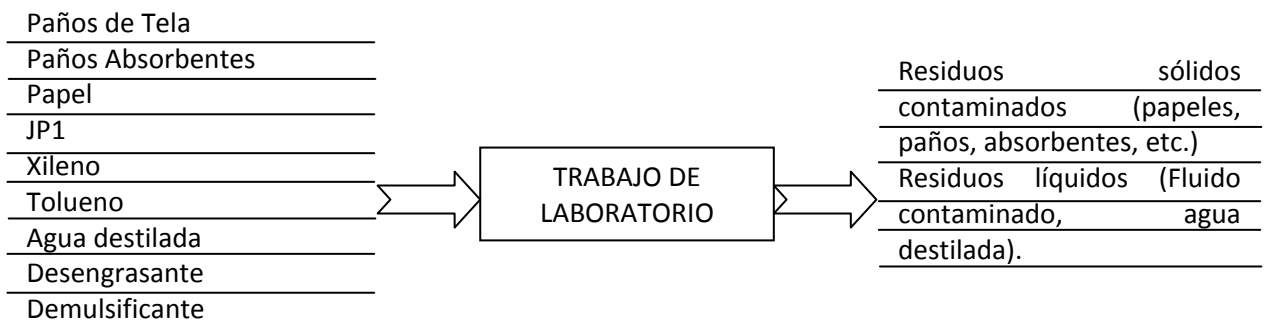 Paños de Tela
Paños Absorbentes
Papel
JP1
Xileno
Tolueno
Agua destilada
Desengrasante
Demulsificante
TRABAJO DE
LABORATORIO
Residuos sólidos
contaminados (papeles,
paños, absorbentes, etc.)
Residuos líquidos (Fluido
contaminado, agua
destilada).